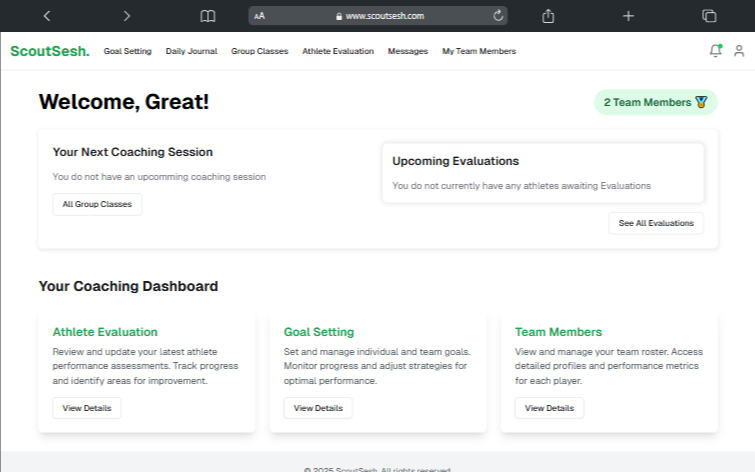 AA www.scoutsesh.com
ScoutSesh. Goal Setting Daily Journal Group Classes Athlete Evaluation Messages My Team Members
Welcome, Great!
2 Team Members
Your Next Coaching Session
You do not have an upcomming coaching session
All Group Classes
Upcoming Evaluations
You do not currently have any athletes awaiting Evaluations
See All Evaluations
Your Coaching Dashboard
Athlete Evaluation
Review and update your latest athlete
performance assessments. Track progress
and identify areas for improvement.
View Details
Goal Setting
Set and manage individual and team goals.
Monitor progress and adjust strategies for
optimal performance.
View Details
Team Members
View and manage your team roster. Access
detailed profiles and performance metrics
for each player.
View Details
© 2025 ScoutSesh. All rights reserved.